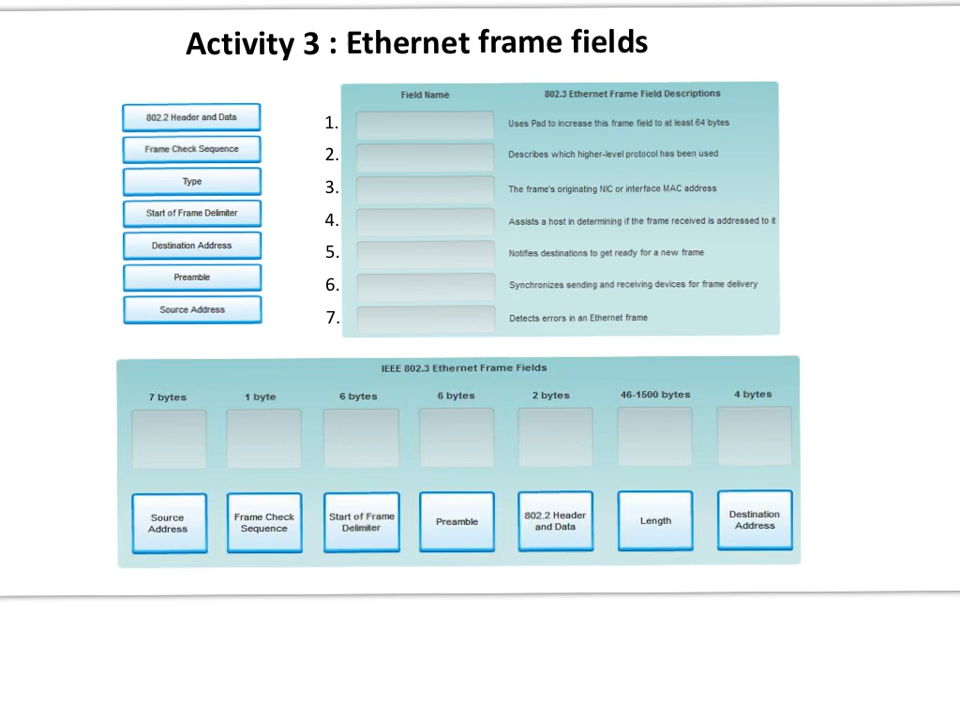 Activity 3 : Ethernet frame fields
Field Name 802.3 Ethernet Frame Field Descriptions
802.2 Header and Data
Frame Check Sequence
Type
Start of Frame Delimiter
Destination Address
Preamble
Source Address
1. Uses Pad to increase this frame field to at least 64 bytes
2. Describes which higher-level protocol has been used
3. The frame's originating NIC or interface MAC address
4. Assists a host in determining if the frame received is addressed to it
5. Notifies destinations to get ready for a new frame
6. Synchronizes sending and receiving devices for frame delivery
7. Detects errors in an Ethernet frame
IEEE 802.3 Ethernet Frame Fields
7 bytes 1 byte 6 bytes 6 bytes 2 bytes 46-1500 bytes 4 bytes
Source
Address
Frame Check
Sequence
Start of Frame
Delimiter
Preamble
802.2 Header
and Data
Length
Destination
Address